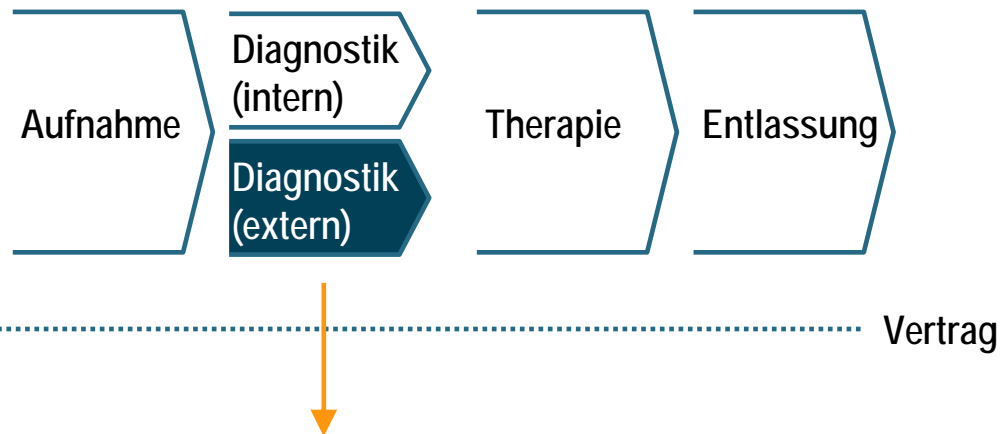 Aufnahme
Diagnostik
(intern)
Diagnostik
(extern)
Therapie
Entlassung
Vertrag